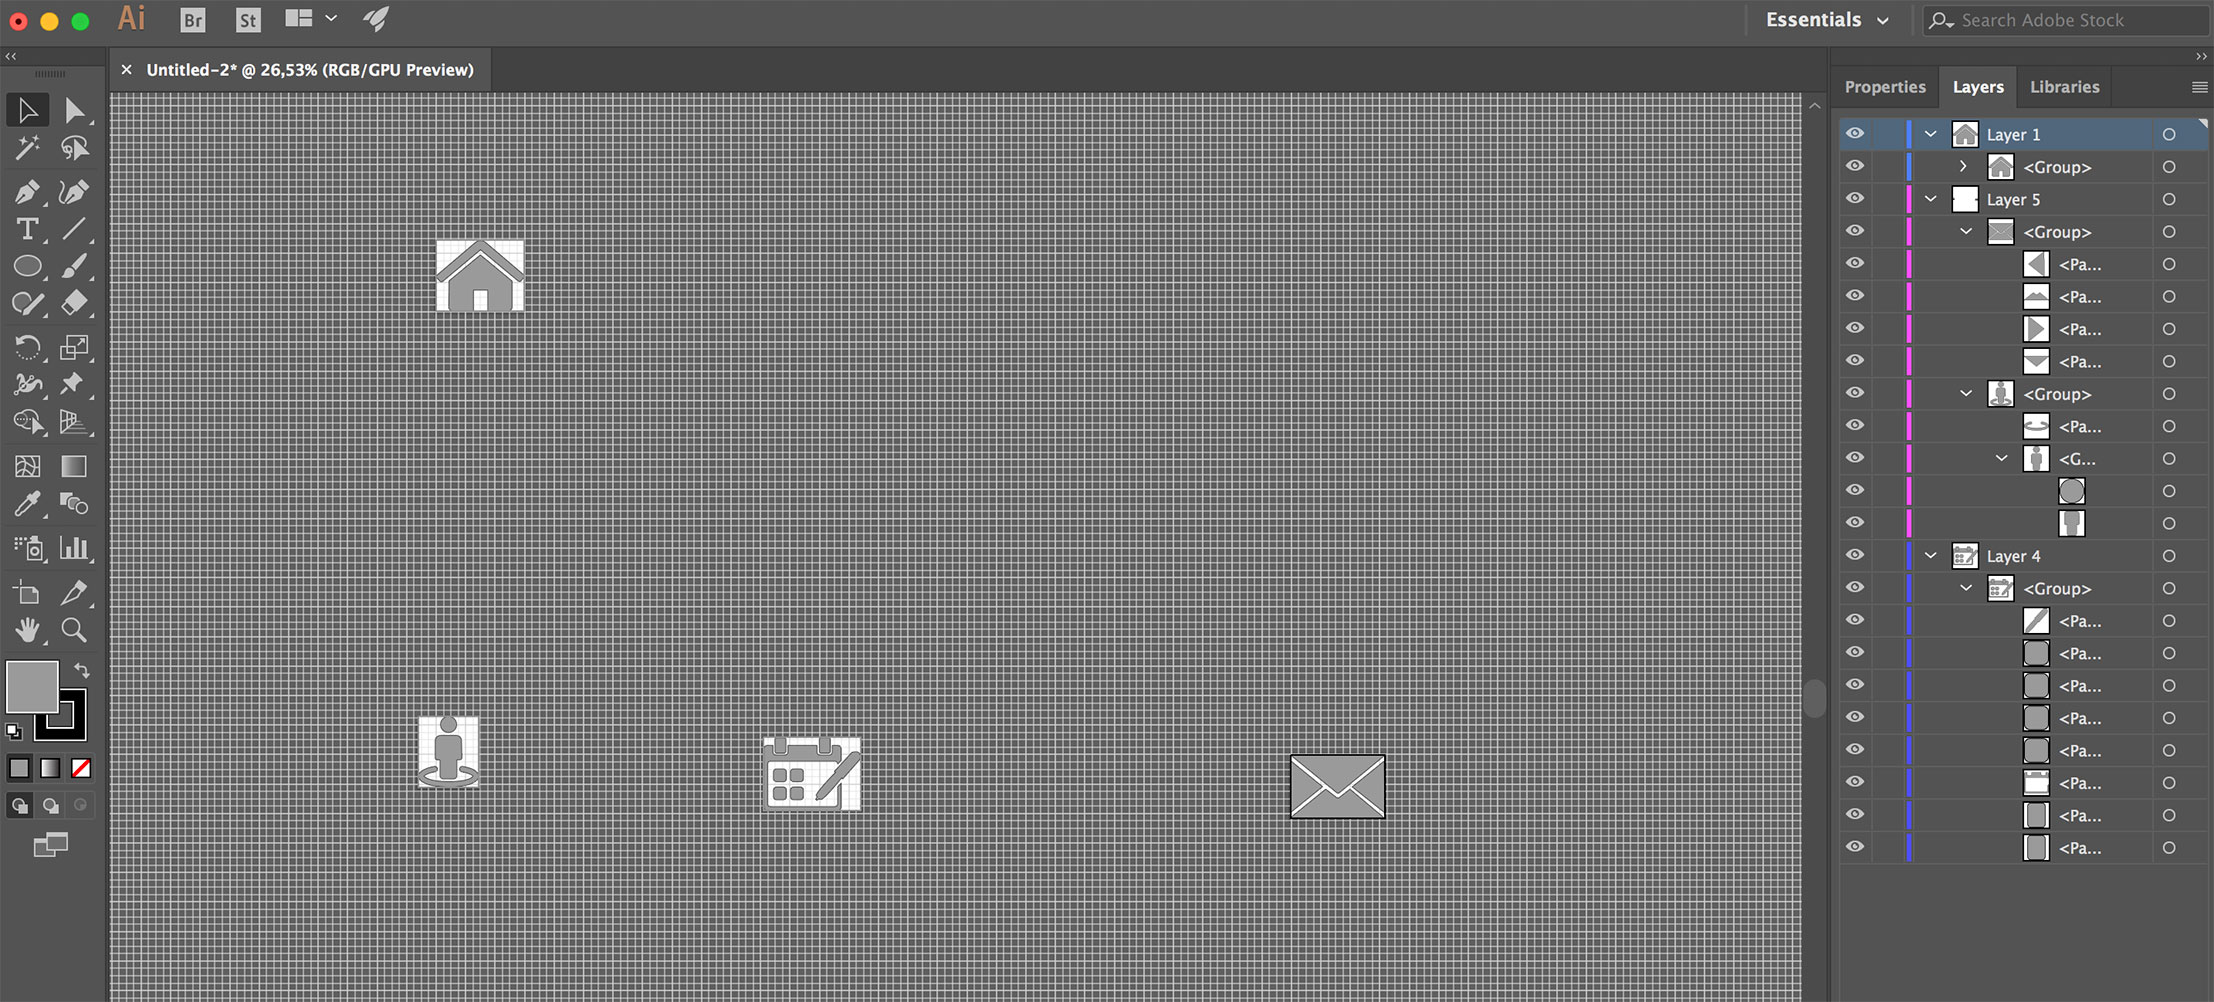 Ai Br St Essentials Search Adobe Stock
Untitled-2* @ 26,53% (RGB/GPU Preview)
Properties Layers Libraries
Layer 1
<Group>
Layer 5
<Group>
<Pa...
<Pa...
<Pa...
<Pa...
<Group>
<Pa...
<G...
Layer 4
<Group>
<Pa...
<Pa...
<Pa...
<Pa...
<Pa...
<Pa...
<Pa...
<Pa...